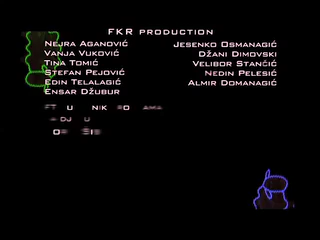 FKR PRODUCTION
NEJRA AGANOVIĆ
VANJA VUKOVIĆ
TINA TOMIĆ
STEFAN PEJOVIĆ
EDIN TELALAGIĆ
ENSAR DŽUBUR
JESENKO OSMANAGIĆ
DŽANI DIMOVSKI
VELIBOR STANČIĆ
NEDIN PELESIĆ
ALMIR DOMANAGIĆ